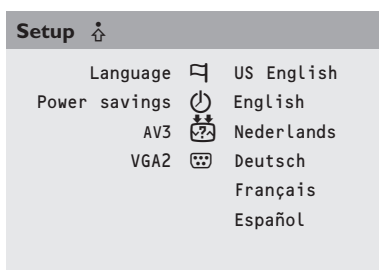 Setup
Language US English
Power savings English
AV3 ?  Nederlands
VGA2 Deutsch
Français
Español